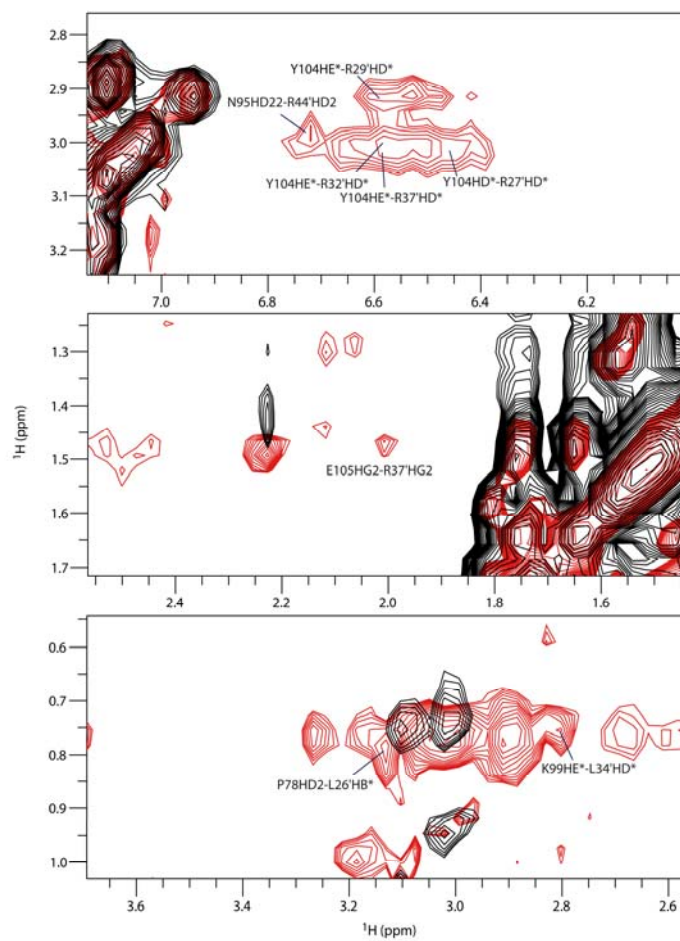 2.8
2.9
3.0
3.1
3.2
Y104HE*-R29'HD*
N95HD22-R44'HD2
Y104HE*-R32'HD*
Y104HD*-R27'HD*
Y104HE*-R37'HD*
7.0 6.8 6.6 6.4 6.2
¹H (ppm)
1.3
1.4
1.5
1.6
1.7
E105HG2-R37'HG2
2.4 2.2 2.0 1.8 1.6
¹H (ppm)
0.6
0.7
0.8
0.9
1.0
P78HD2-L26'HB*
K99HE*-L34'HD*
3.6 3.4 3.2 3.0 2.8 2.6
¹H (ppm)